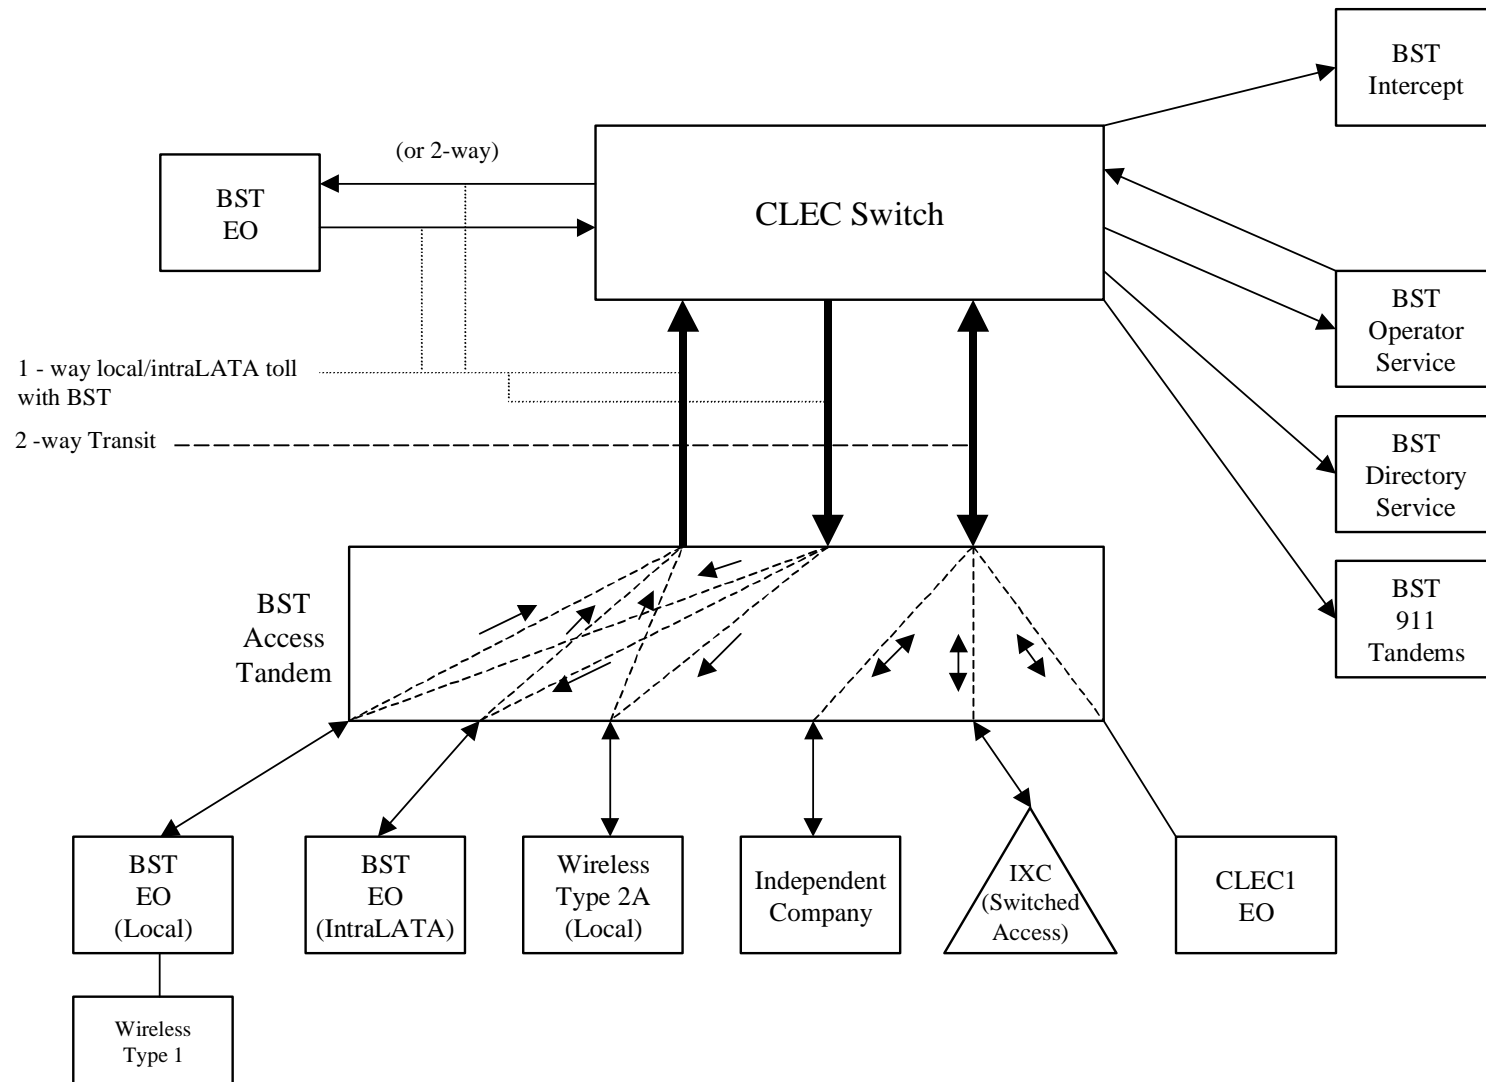 BST
Intercept
(or 2-way)
BST
EO
CLEC Switch
BST
Operator
Service
1 - way local/intraLATA toll
with BST
2 -way Transit
BST
Directory
Service
BST
Access
Tandem
BST
911
Tandems
BST
EO
(Local)
BST
EO
(IntraLATA)
Wireless
Type 2A
(Local)
Independent
Company
IXC
(Switched
Access)
CLEC1
EO
Wireless
Type 1